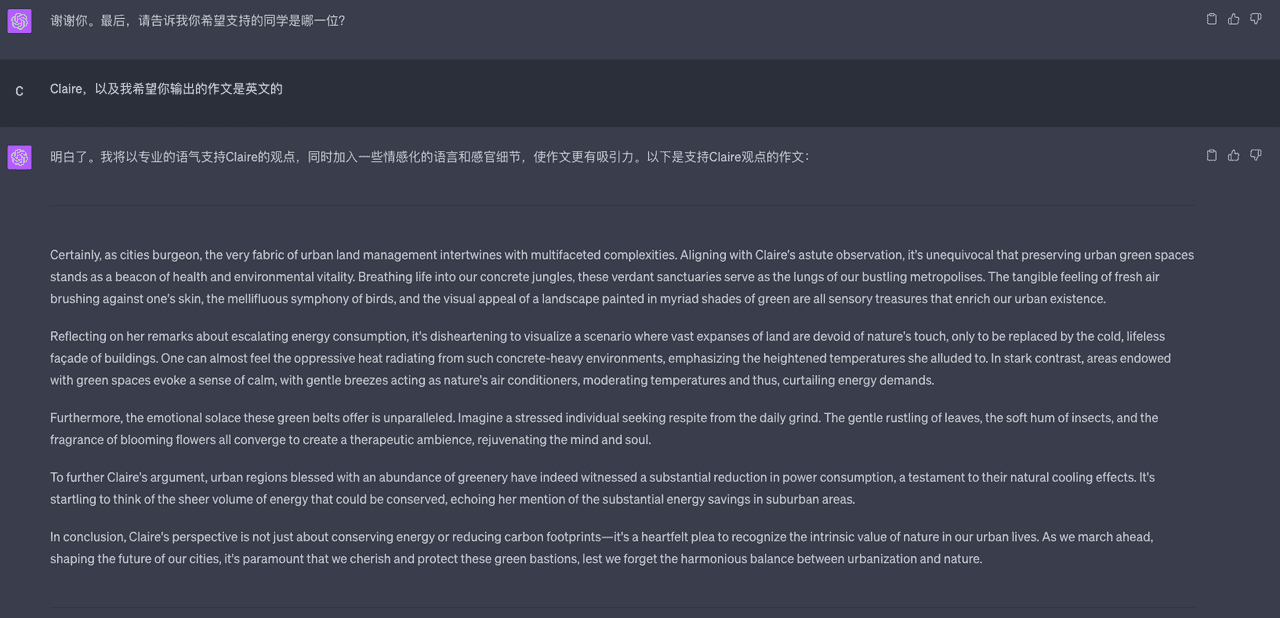 谢谢你。最后，请告诉我你希望支持的同学是哪一位？
C
Claire，以及我希望你输出的作文是英文的
明白了。我将以专业的语气支持Claire的观点，同时加入一些情感化的语言和感官细节，使作文更有吸引力。以下是支持Claire观点的作文：
Certainly, as cities burgeon, the very fabric of urban land management intertwines with multifaceted complexities. Aligning with Claire's astute observation, it's unequivocal that preserving urban green spaces
stands as a beacon of health and environmental vitality. Breathing life into our concrete jungles, these verdant sanctuaries serve as the lungs of our bustling metropolises. The tangible feeling of fresh air
brushing against one's skin, the mellifluous symphony of birds, and the visual appeal of a landscape painted in myriad shades of green are all sensory treasures that enrich our urban existence.
Reflecting on her remarks about escalating energy consumption, it's disheartening to visualize a scenario where vast expanses of land are devoid of nature's touch, only to be replaced by the cold, lifeless
façade of buildings. One can almost feel the oppressive heat radiating from such concrete-heavy environments, emphasizing the heightened temperatures she alluded to. In stark contrast, areas endowed
with green spaces evoke a sense of calm, with gentle breezes acting as nature's air conditioners, moderating temperatures and thus, curtailing energy demands.
Furthermore, the emotional solace these green belts offer is unparalleled. Imagine a stressed individual seeking respite from the daily grind. The gentle rustling of leaves, the soft hum of insects, and the
fragrance of blooming flowers all converge to create a therapeutic ambience, rejuvenating the mind and soul.
To further Claire's argument, urban regions blessed with an abundance of greenery have indeed witnessed a substantial reduction in power consumption, a testament to their natural cooling effects. It's
startling to think of the sheer volume of energy that could be conserved, echoing her mention of the substantial energy savings in suburban areas.
In conclusion, Claire's perspective is not just about conserving energy or reducing carbon footprints—it's a heartfelt plea to recognize the intrinsic value of nature in our urban lives. As we march ahead,
shaping the future of our cities, it's paramount that we cherish and protect these green bastions, lest we forget the harmonious balance between urbanization and nature.